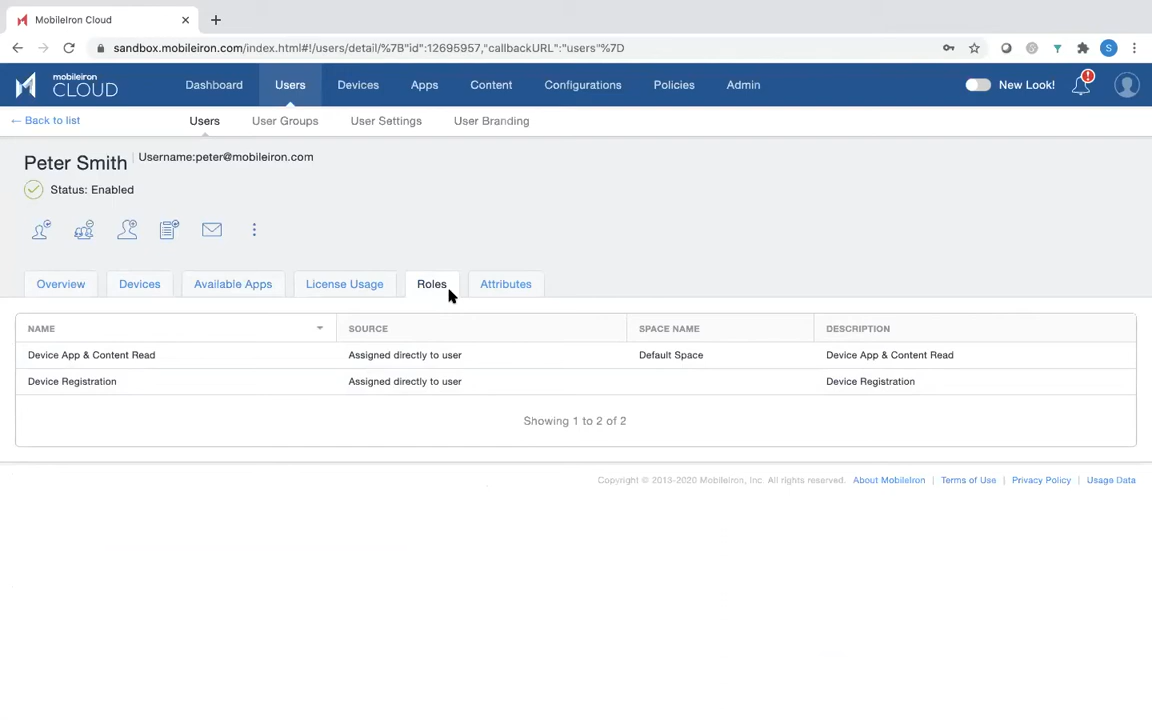 MobileIron Cloud
sandbox.mobileiron.com/index.html#!/users/detail/%7B"id":12695957,"callbackURL":"users"%7D
S
mobileiron
CLOUD
Dashboard Users Devices Apps Content Configurations Policies Admin New Look! !
← Back to list Users User Groups User Settings User Branding
Peter Smith Username:peter@mobileiron.com
Status: Enabled
Overview Devices Available Apps License Usage Roles Attributes
NAME SOURCE SPACE NAME DESCRIPTION
Device App & Content Read Assigned directly to user Default Space Device App & Content Read
Device Registration Assigned directly to user Device Registration
Showing 1 to 2 of 2
Copyright © 2013-2020 MobileIron, Inc. All rights reserved. About MobileIron | Terms of Use | Privacy Policy | Usage Data